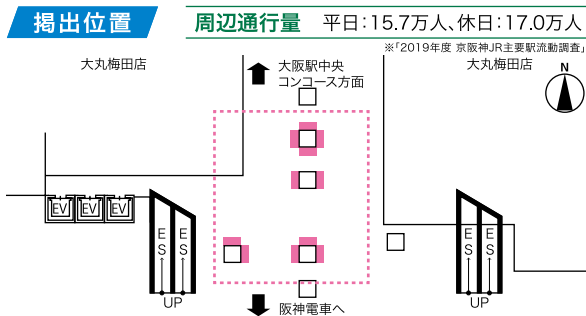 掲出位置
周辺通行量 平日:15.7万人、休日:17.0万人
※「2019年度 京阪神JR主要駅流動調査」
大丸梅田店
大阪駅中央
コンコース方面
大丸梅田店
N
EV EV EV
ES ES
UP
ES ES
UP
阪神電車へ